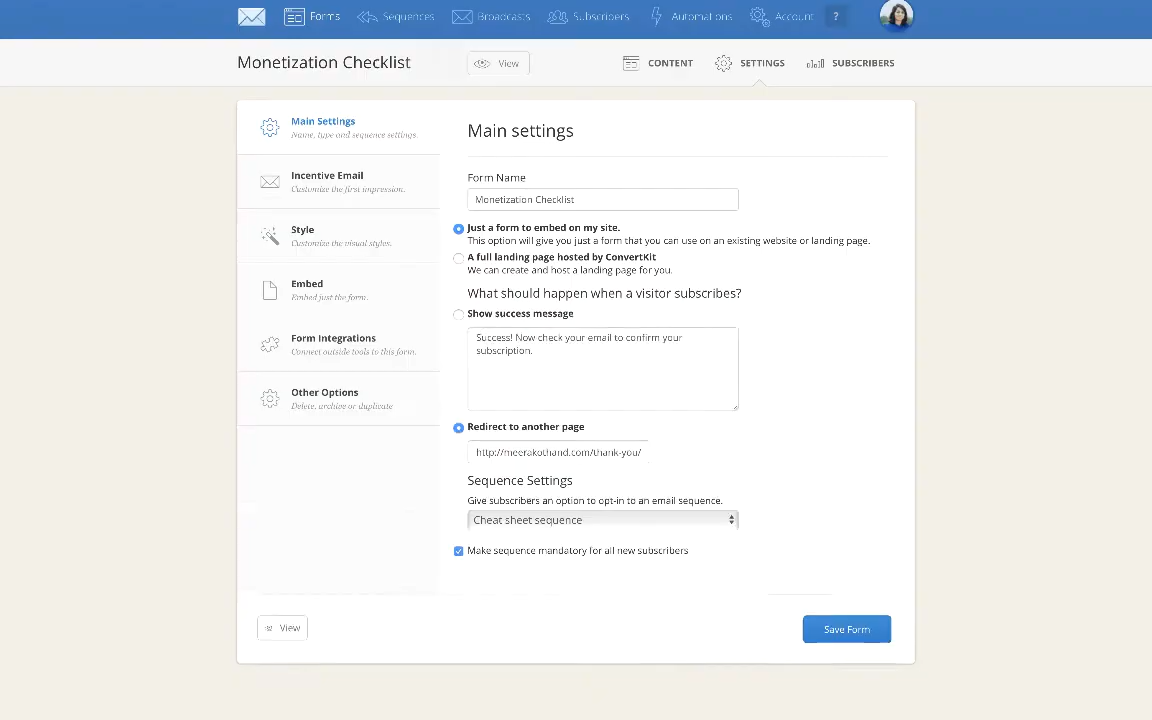 Forms Sequences Broadcasts Subscribers Automations Account ?
Monetization Checklist View CONTENT SETTINGS SUBSCRIBERS
Main Settings
Name, type and sequence settings.
Incentive Email
Customize the first impression.
Style
Customize the visual styles.
Embed
Embed just the form.
Form Integrations
Connect outside tools to this form.
Other Options
Delete, archive or duplicate
Main settings
Form Name
Monetization Checklist
Just a form to embed on my site.
This option will give you just a form that you can use on an existing website or landing page.
A full landing page hosted by ConvertKit
We can create and host a landing page for you.
What should happen when a visitor subscribes?
Show success message
Success! Now check your email to confirm your
subscription.
Redirect to another page
http://meerakothand.com/thank-you/
Sequence Settings
Give subscribers an option to opt-in to an email sequence.
Cheat sheet sequence
Make sequence mandatory for all new subscribers
View Save Form